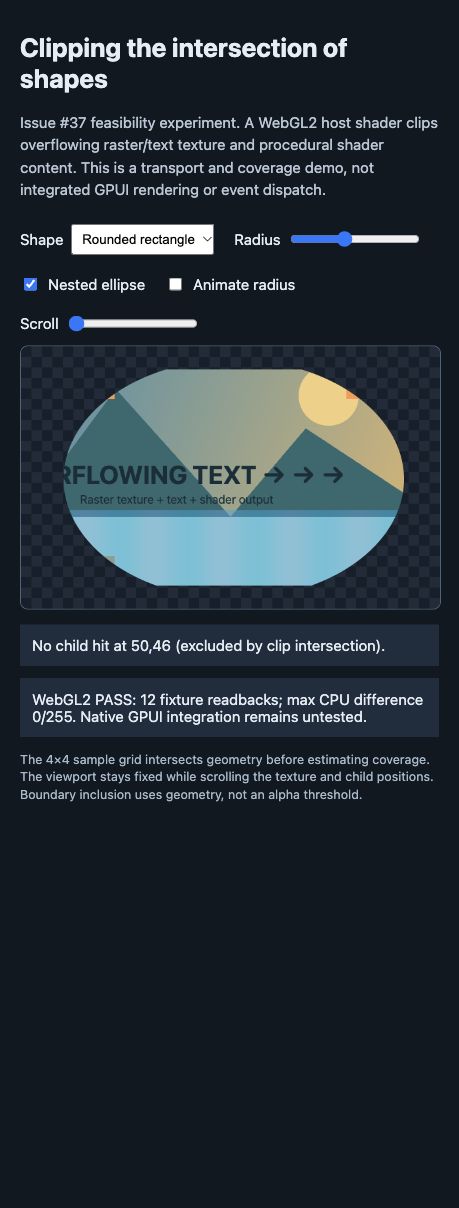 Clipping the intersection of
shapes
Issue #37 feasibility experiment. A WebGL2 host shader clips
overflowing raster/text texture and procedural shader
content. This is a transport and coverage demo, not
integrated GPUI rendering or event dispatch.
Shape Rounded rectangle Radius
Nested ellipse Animate radius
Scroll
RFLOWING TEXT → → →
Raster texture + text + shader output
No child hit at 50,46 (excluded by clip intersection).
WebGL2 PASS: 12 fixture readbacks; max CPU difference
0/255. Native GPUI integration remains untested.
The 4×4 sample grid intersects geometry before estimating coverage.
The viewport stays fixed while scrolling the texture and child positions.
Boundary inclusion uses geometry, not an alpha threshold.